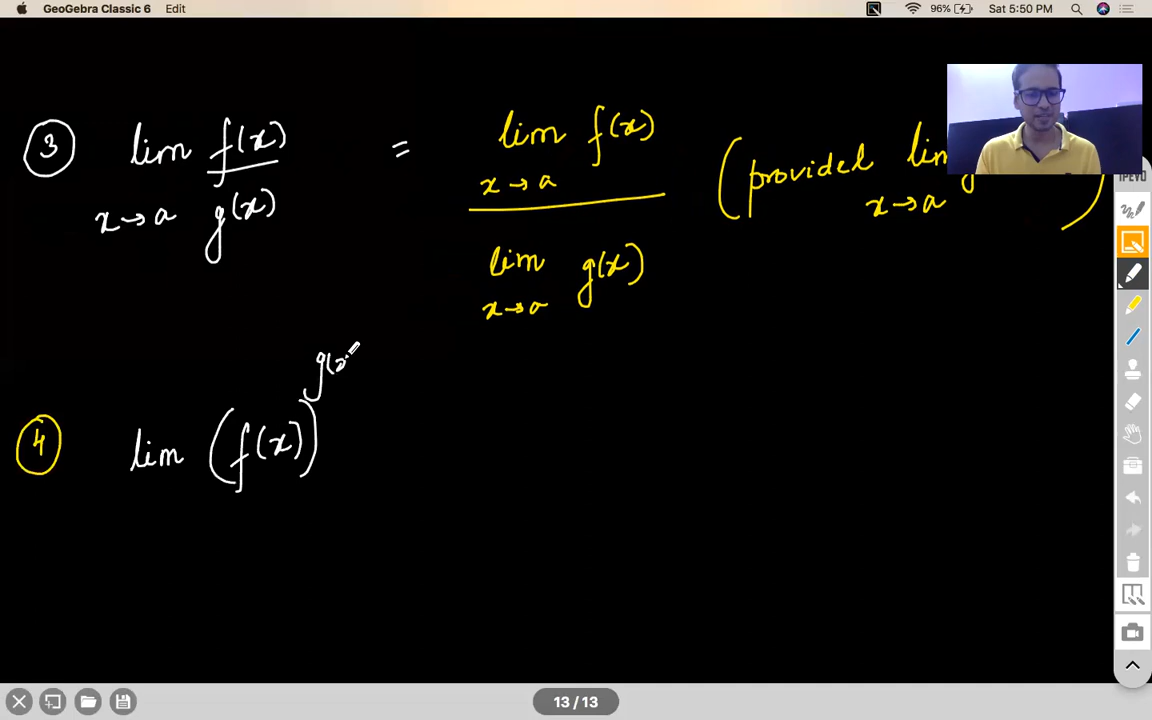 GeoGebra Classic 6 Edit 96% Sat 5:50 PM
③ lim f(x) = lim f(x) (provided lim
x→a g(x) x→a x→a )
lim g(x)
x→a
g(x
④ lim (f(x))
IPEVO
13 / 13